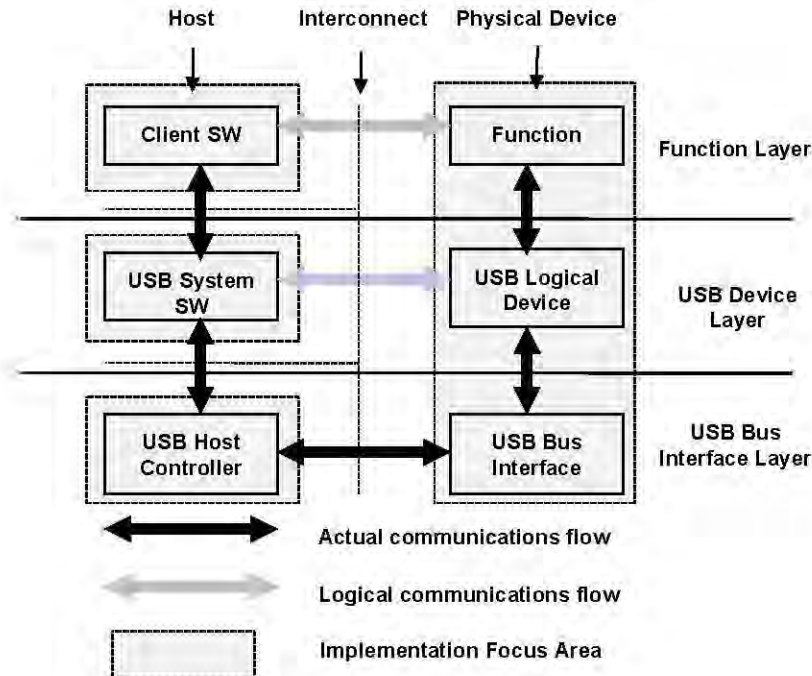 Host Interconnect Physical Device
Client SW
Function
Function Layer
USB System
SW
USB Logical
Device
USB Device
Layer
USB Host
Controller
USB Bus
Interface
USB Bus
Interface Layer
Actual communications flow
Logical communications flow
Implementation Focus Area